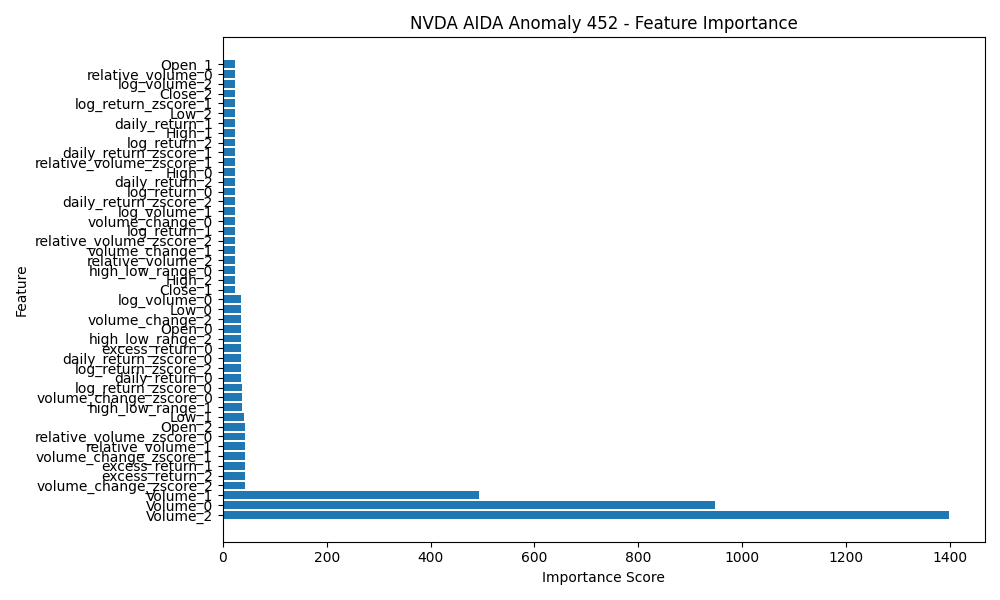 NVDA AIDA Anomaly 452 - Feature Importance
Open_1
relative_volume_0
log_volume_2
Close_2
log_return_zscore_1
Low_2
daily_return_1
High_1
log_return_2
daily_return_zscore_1
relative_volume_zscore_1
High_0
daily_return_2
log_return_0
daily_return_zscore_2
log_volume_1
volume_change_0
log_return_1
relative_volume_zscore_2
volume_change_1
relative_volume_2
high_low_range_0
High_2
Close_1
log_volume_0
Low_0
volume_change_2
Open_0
high_low_range_2
excess_return_0
daily_return_zscore_0
log_return_zscore_2
daily_return_0
log_return_zscore_0
volume_change_zscore_0
high_low_range_1
Low_1
Open_2
relative_volume_zscore_0
relative_volume_1
volume_change_zscore_1
excess_return_1
excess_return_2
volume_change_zscore_2
Volume_1
Volume_0
Volume_2
Feature
0 200 400 600 800 1000 1200 1400
Importance Score